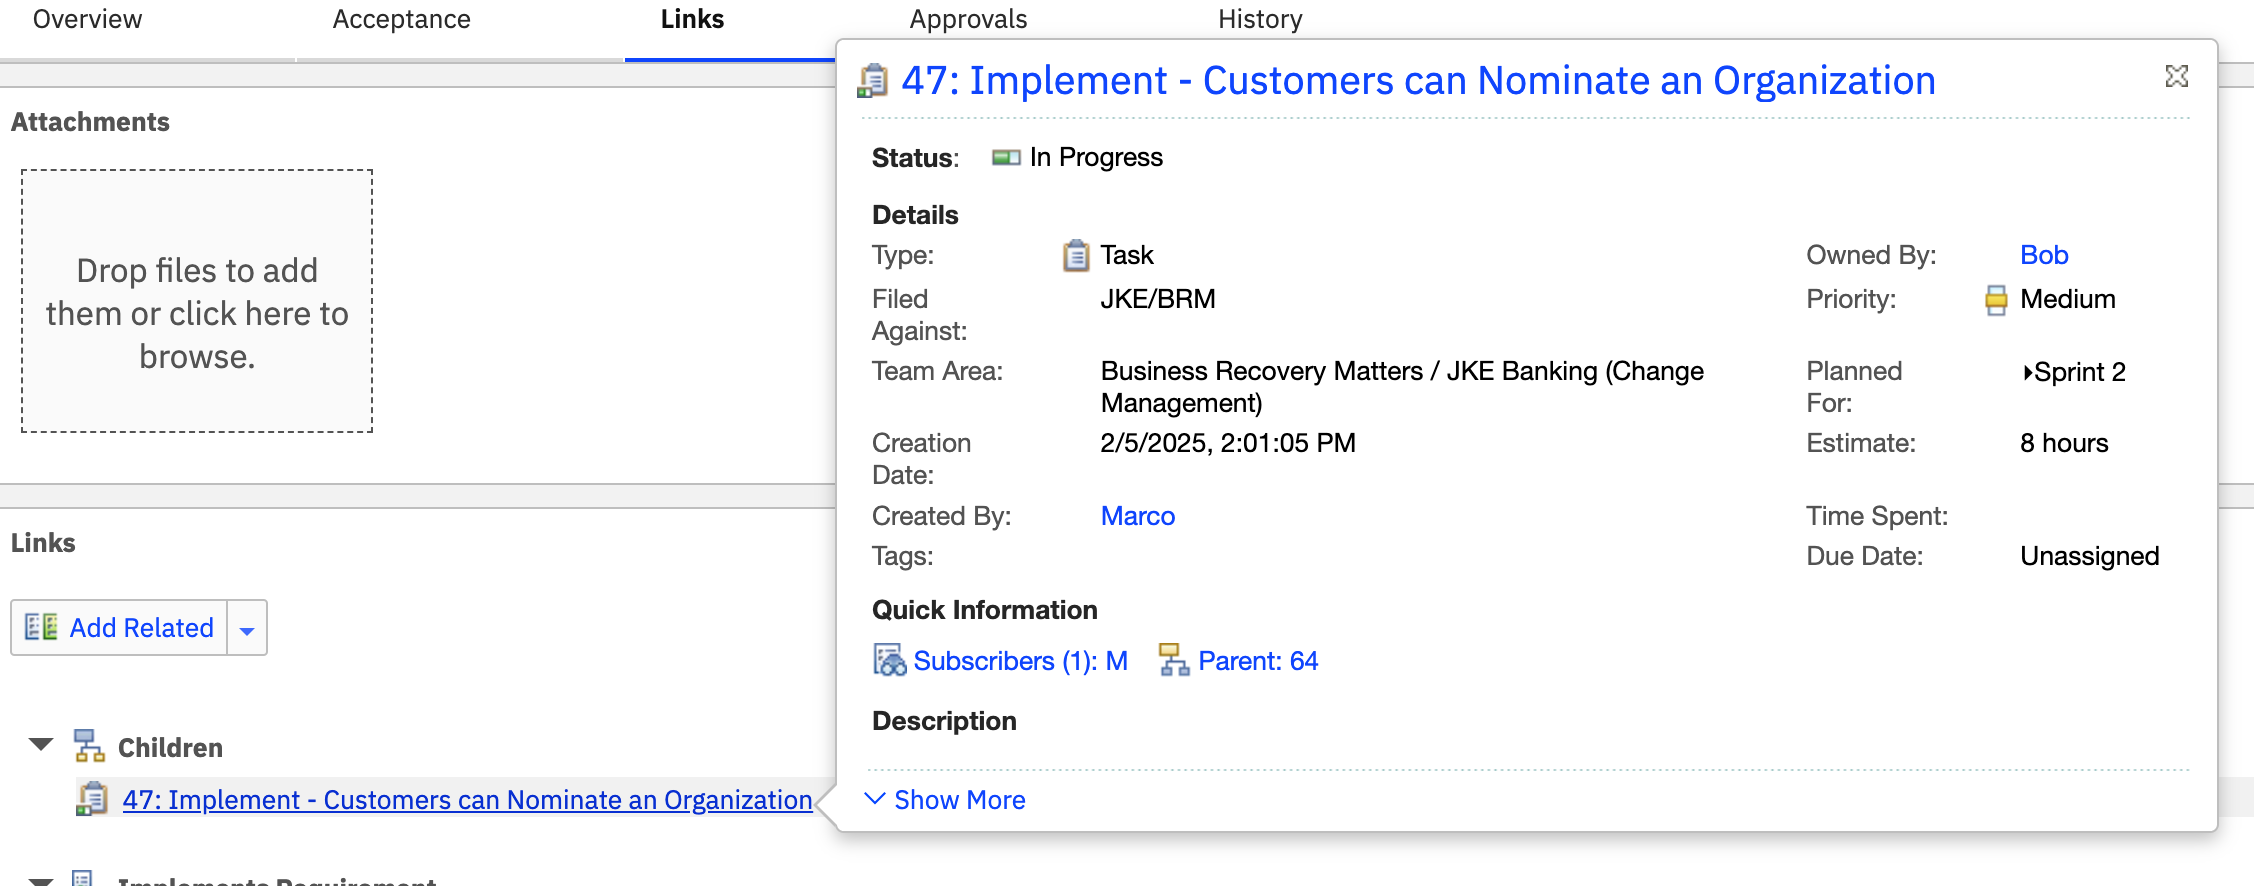 Overview Acceptance Links Approvals History
Attachments
Drop files to add
them or click here to
browse.
Links
Add Related
Children
47: Implement - Customers can Nominate an Organization
Implements Requirement
47: Implement - Customers can Nominate an Organization
Status: In Progress
Details
Type: Task
Owned By: Bob
Filed
Against: JKE/BRM
Priority: Medium
Team Area: Business Recovery Matters / JKE Banking (Change
Management)
Planned
For: Sprint 2
Creation
Date: 2/5/2025, 2:01:05 PM
Estimate: 8 hours
Created By: Marco
Time Spent:
Tags:
Due Date: Unassigned
Quick Information
Subscribers (1): M Parent: 64
Description
Show More